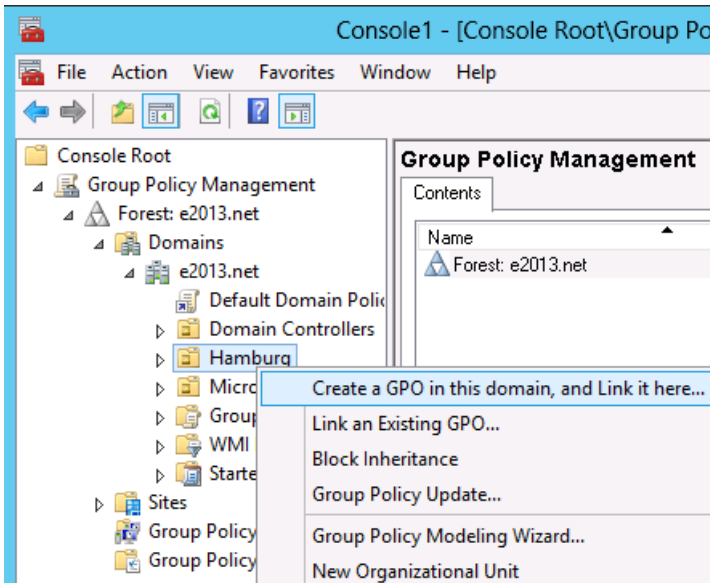 Console1 - [Console Root\Group Po
File Action View Favorites Window Help
Console Root
Group Policy Management
Forest: e2013.net
Domains
e2013.net
Default Domain Polic
Domain Controllers
Hamburg
Micro
Group
WMI
Starte
Sites
Group Policy
Group Policy
Group Policy Management
Contents
Name
Forest: e2013.net
Create a GPO in this domain, and Link it here...
Link an Existing GPO...
Block Inheritance
Group Policy Update...
Group Policy Modeling Wizard...
New Organizational Unit